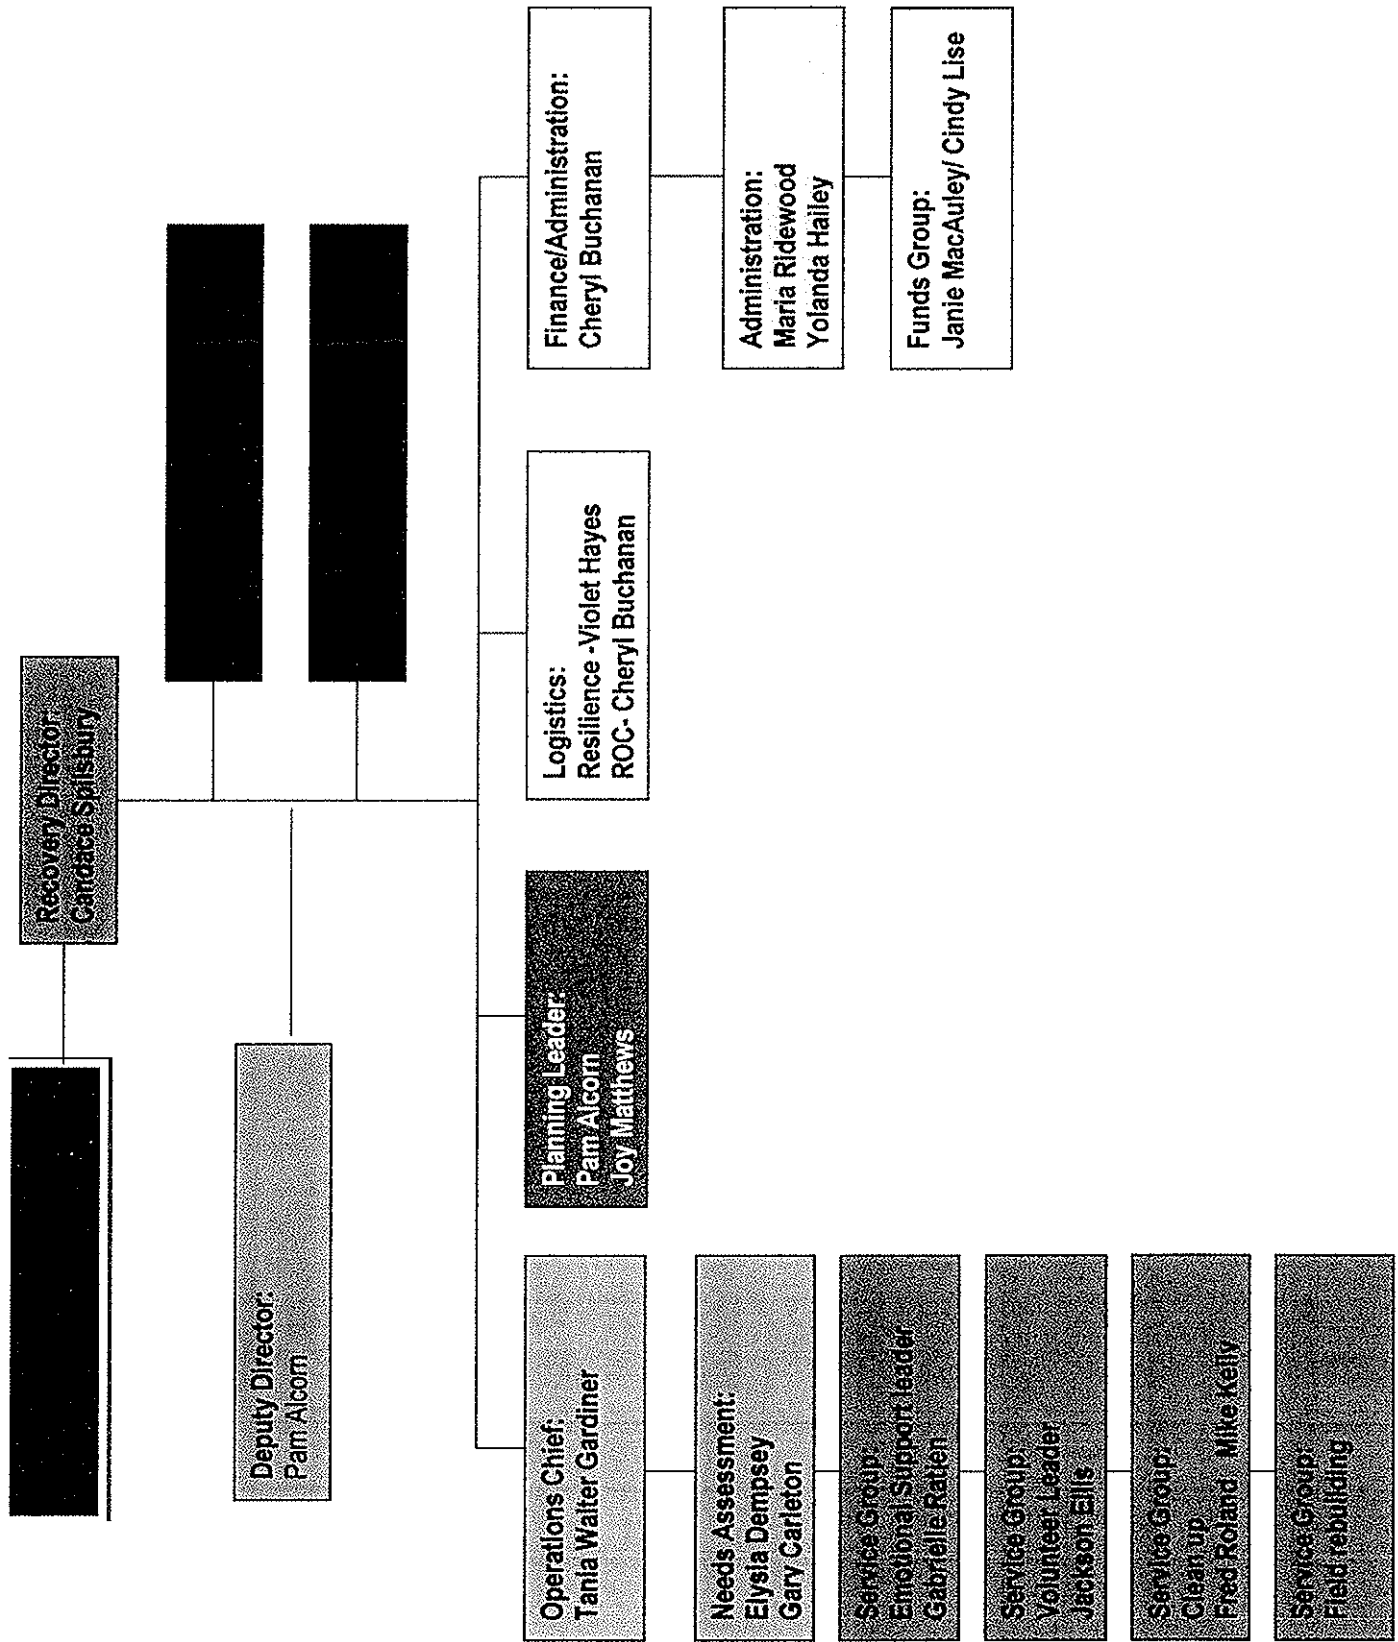 Recovery Director:
Candace Spilsbury
Deputy Director:
Pam Alcorn
Operations Chief:
Tania Walter Gardiner
Needs Assessment:
Elysia Dempsey
Gary Carleton
Service Group:
Emotional Support leader
Gabrielle Ratien
Service Group:
Volunteer Leader
Jackson Ellis
Service Group:
Clean up
Fred Roland Mike Kelly
Service Group:
Field rebuilding
Planning Leader:
Pam Alcorn
Joy Matthews
Logistics:
Resilience -Violet Hayes
ROC- Cheryl Buchanan
Finance/Administration:
Cheryl Buchanan
Administration:
Maria Ridewood
Yolanda Hailey
Funds Group:
Janie MacAuley/ Cindy Lise